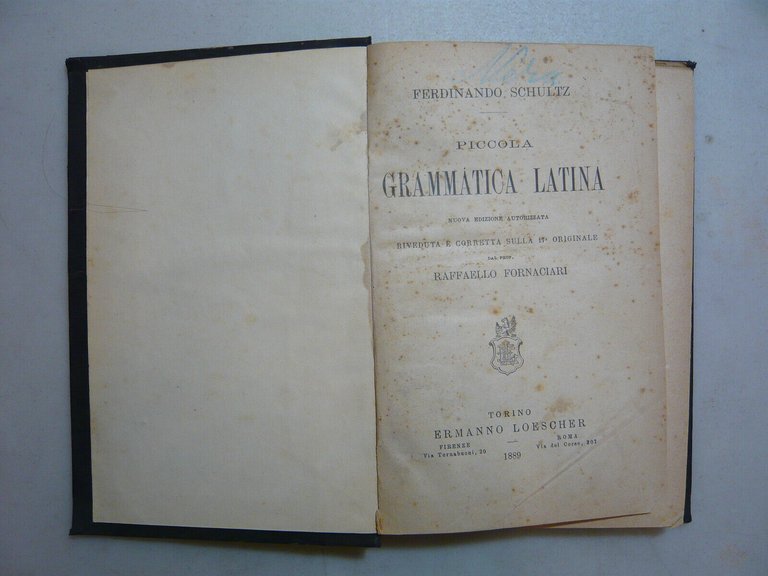 FERDINANDO SCHULTZ
PICCOLA
GRAMMATICA LATINA
NUOVA EDIZIONE AUTORIZZATA
RIVEDUTA E CORRETTA SULLA 17ª ORIGINALE
DAL PROF.
RAFFAELLO FORNACIARI
TORINO
ERMANNO LOESCHER
FIRENZE
Via Tornabuoni, 20
ROMA
Via del Corso, 307
1889